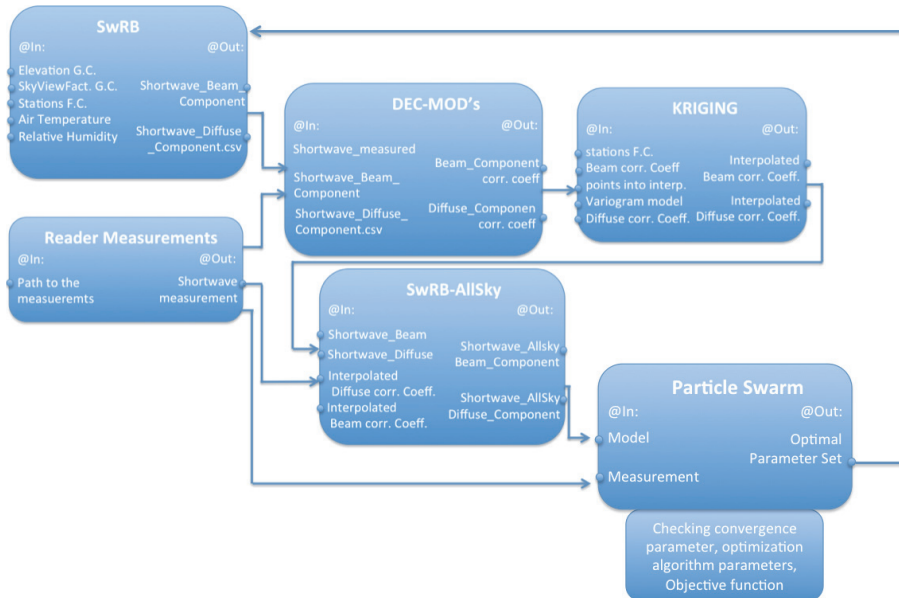 SwRB
@In:
@Out:
Elevation G.C.
SkyViewFact. G.C.
Stations F.C.
Air Temperature
Relative Humidity
Shortwave_Beam_
Component
Shortwave_Diffuse
_Component.csv
DEC-MOD's
@In:
@Out:
Shortwave_measured
Shortwave_Beam_
Component
Shortwave_Diffuse_
Component.csv
Beam_Component
corr. coeff
Diffuse_Componen
corr. coeff
KRIGING
@In:
@Out:
stations F.C.
Beam corr. Coeff
points into interp.
Variogram model
Diffuse corr. Coeff.
Interpolated
Beam corr. Coeff.
Interpolated
Diffuse corr. Coeff.
Reader Measurements
@In:
@Out:
Path to the
measueremts
Shortwave
measurement
SwRB-AllSky
@In:
@Out:
Shortwave_Beam
Shortwave_Diffuse
Interpolated
Diffuse corr. Coeff.
Interpolated
Beam corr. Coeff.
Shortwave_Allsky
Beam_Component
Shortwave_AllSky
Diffuse_Component
Particle Swarm
@In:
@Out:
Model
Measurement
Optimal
Parameter Set
Checking convergence
parameter, optimization
algorithm parameters,
Objective function